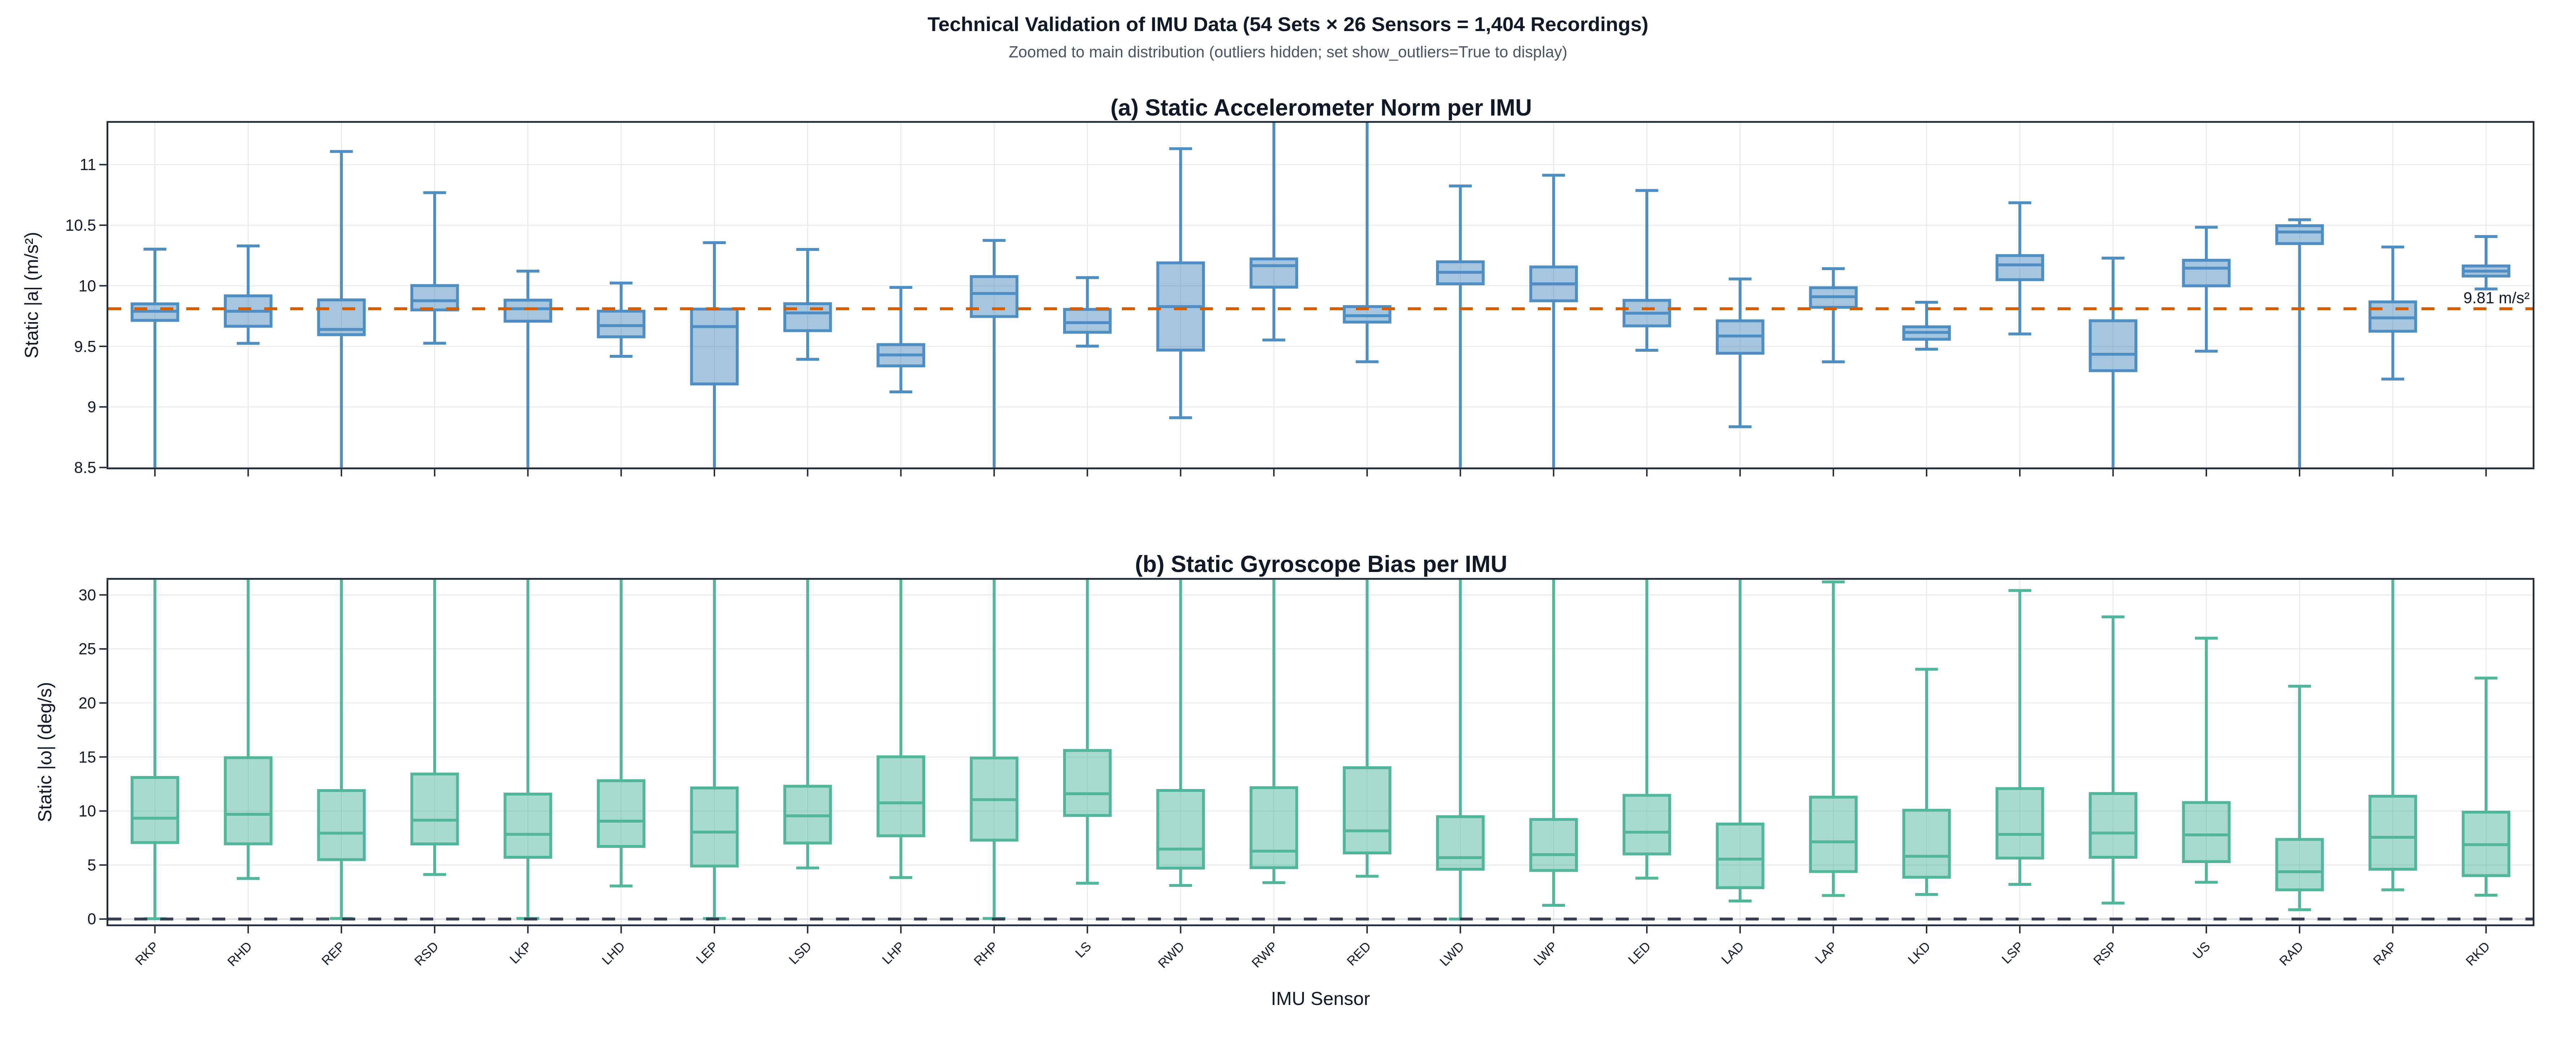 Technical Validation of IMU Data (54 Sets × 26 Sensors = 1,404 Recordings)
Zoomed to main distribution (outliers hidden; set show_outliers=True to display)
(a) Static Accelerometer Norm per IMU
Static |a| (m/s²)
11
10.5
10
9.5
9
8.5
9.81 m/s²
(b) Static Gyroscope Bias per IMU
Static |ω| (deg/s)
30
25
20
15
10
5
0
RKP
RHD
REP
RSD
LKP
LHD
LEP
LSD
LHP
RHP
LS
RWD
RWP
RED
LWD
LWP
LED
LAD
LAP
LKD
LSP
RSP
US
RAD
RAP
RKD
IMU Sensor